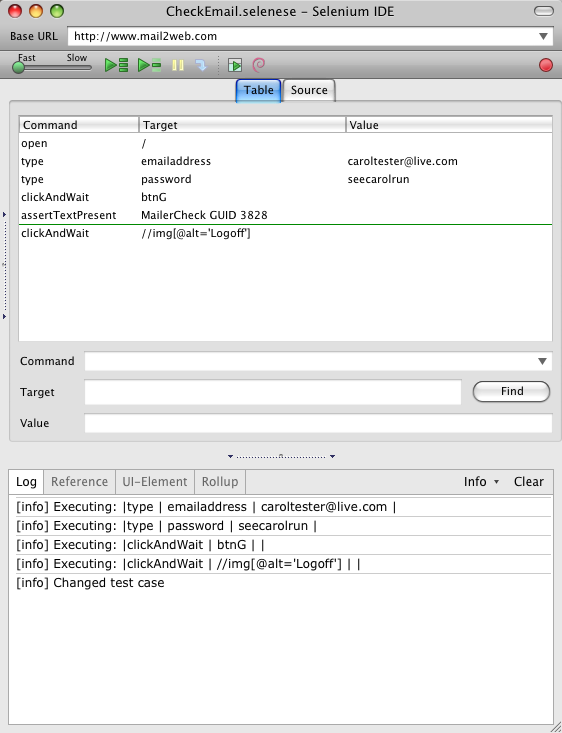 CheckEmail.selenese - Selenium IDE
Base URL http://www.mail2web.com
Fast Slow
Table Source
Command Target Value
open /
type emailaddress caroltester@live.com
type password seecarolrun
clickAndWait btnG
assertTextPresent MailerCheck GUID 3828
clickAndWait //img[@alt='Logoff']
Command
Target Find
Value
Log Reference UI-Element Rollup Info Clear
[info] Executing: |type | emailaddress | caroltester@live.com |
[info] Executing: |type | password | seecarolrun |
[info] Executing: |clickAndWait | btnG | |
[info] Executing: |clickAndWait | //img[@alt='Logoff'] | |
[info] Changed test case